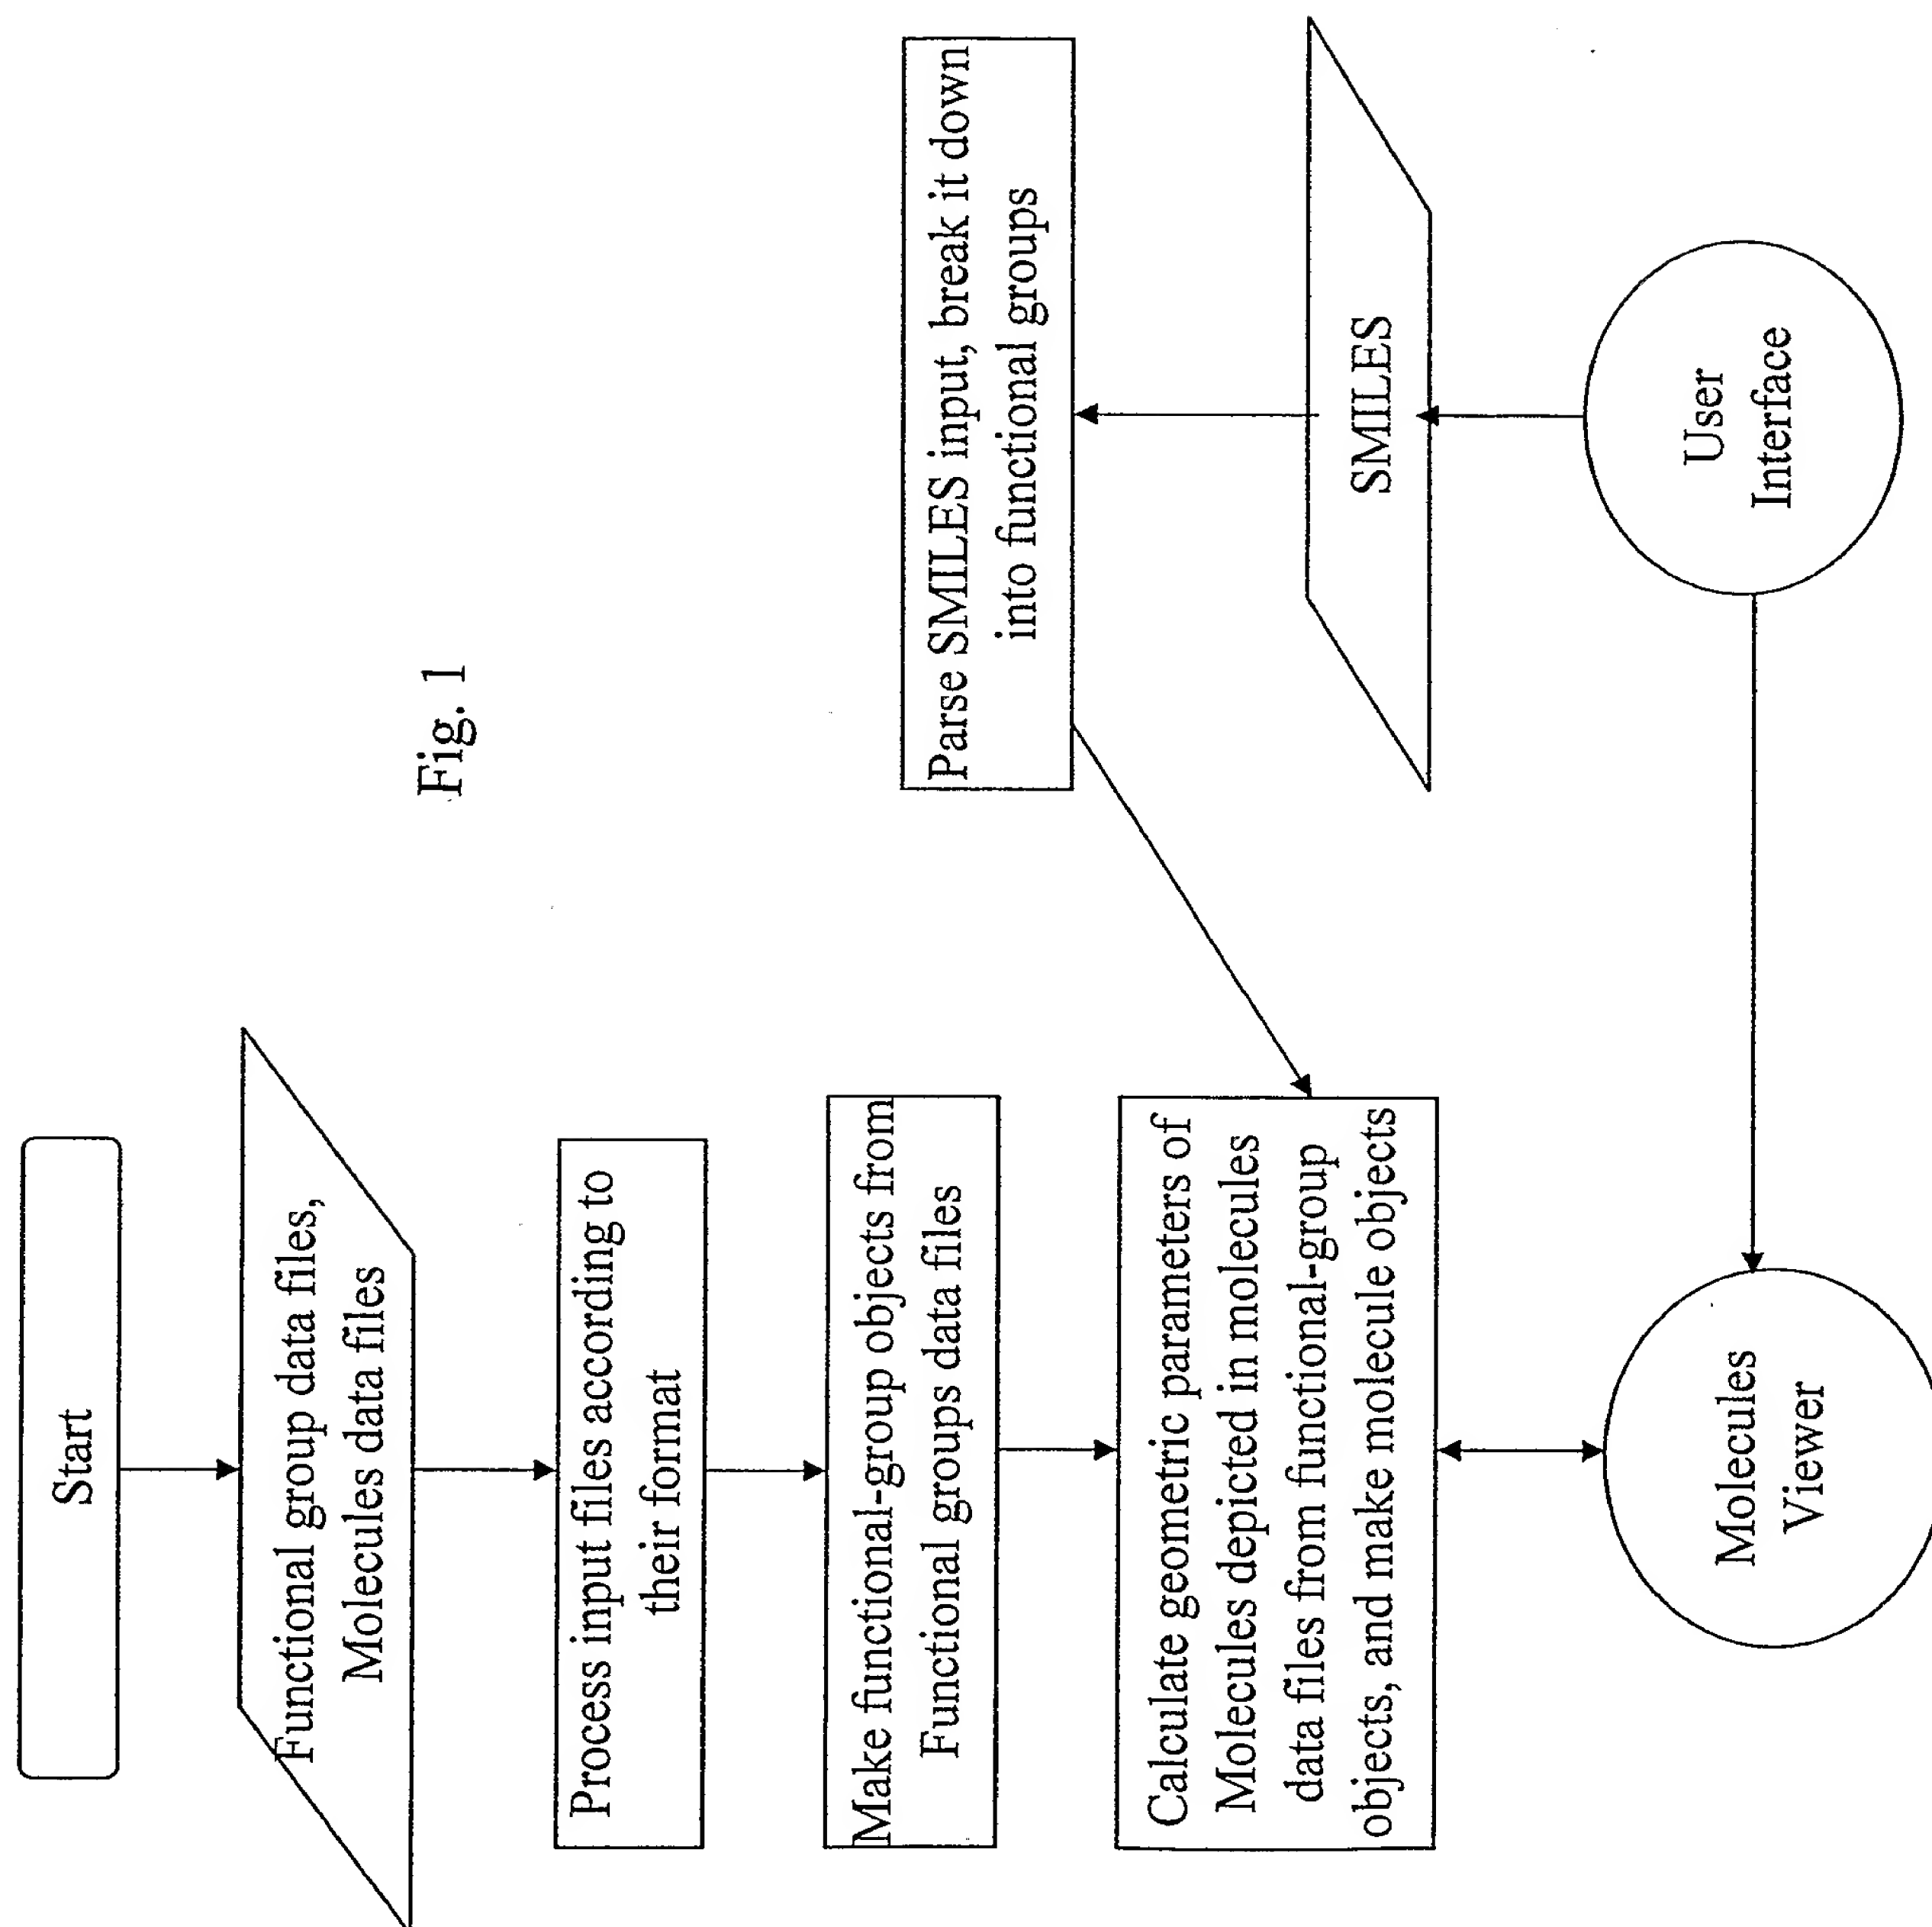 Fig. 1
Start
Functional group data files,
Molecules data files
Process input files according to
their format
Make functional-group objects from
Functional groups data files
Calculate geometric parameters of
Molecules depicted in molecules
data files from functional-group
objects, and make molecule objects
Molecules
Viewer
Parse SMILES input, break it down
into functional groups
SMILES
User
Interface